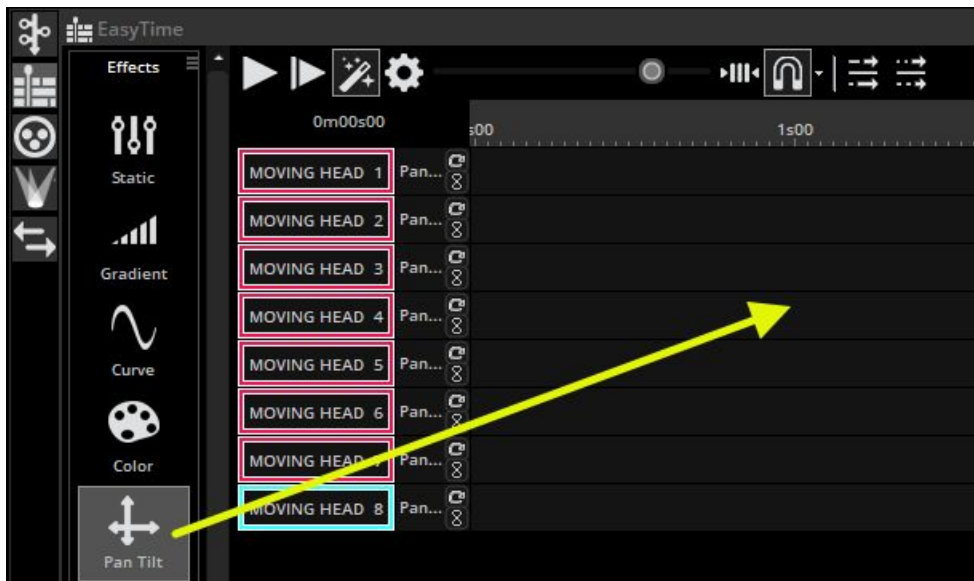 EasyTime
Effects
Static
Gradient
Curve
Color
Pan Tilt
0m00s00
s00
1s00
MOVING HEAD 1 Pan...
MOVING HEAD 2 Pan...
MOVING HEAD 3 Pan...
MOVING HEAD 4 Pan...
MOVING HEAD 5 Pan...
MOVING HEAD 6 Pan...
MOVING HEAD Pan...
MOVING HEAD 8 Pan...